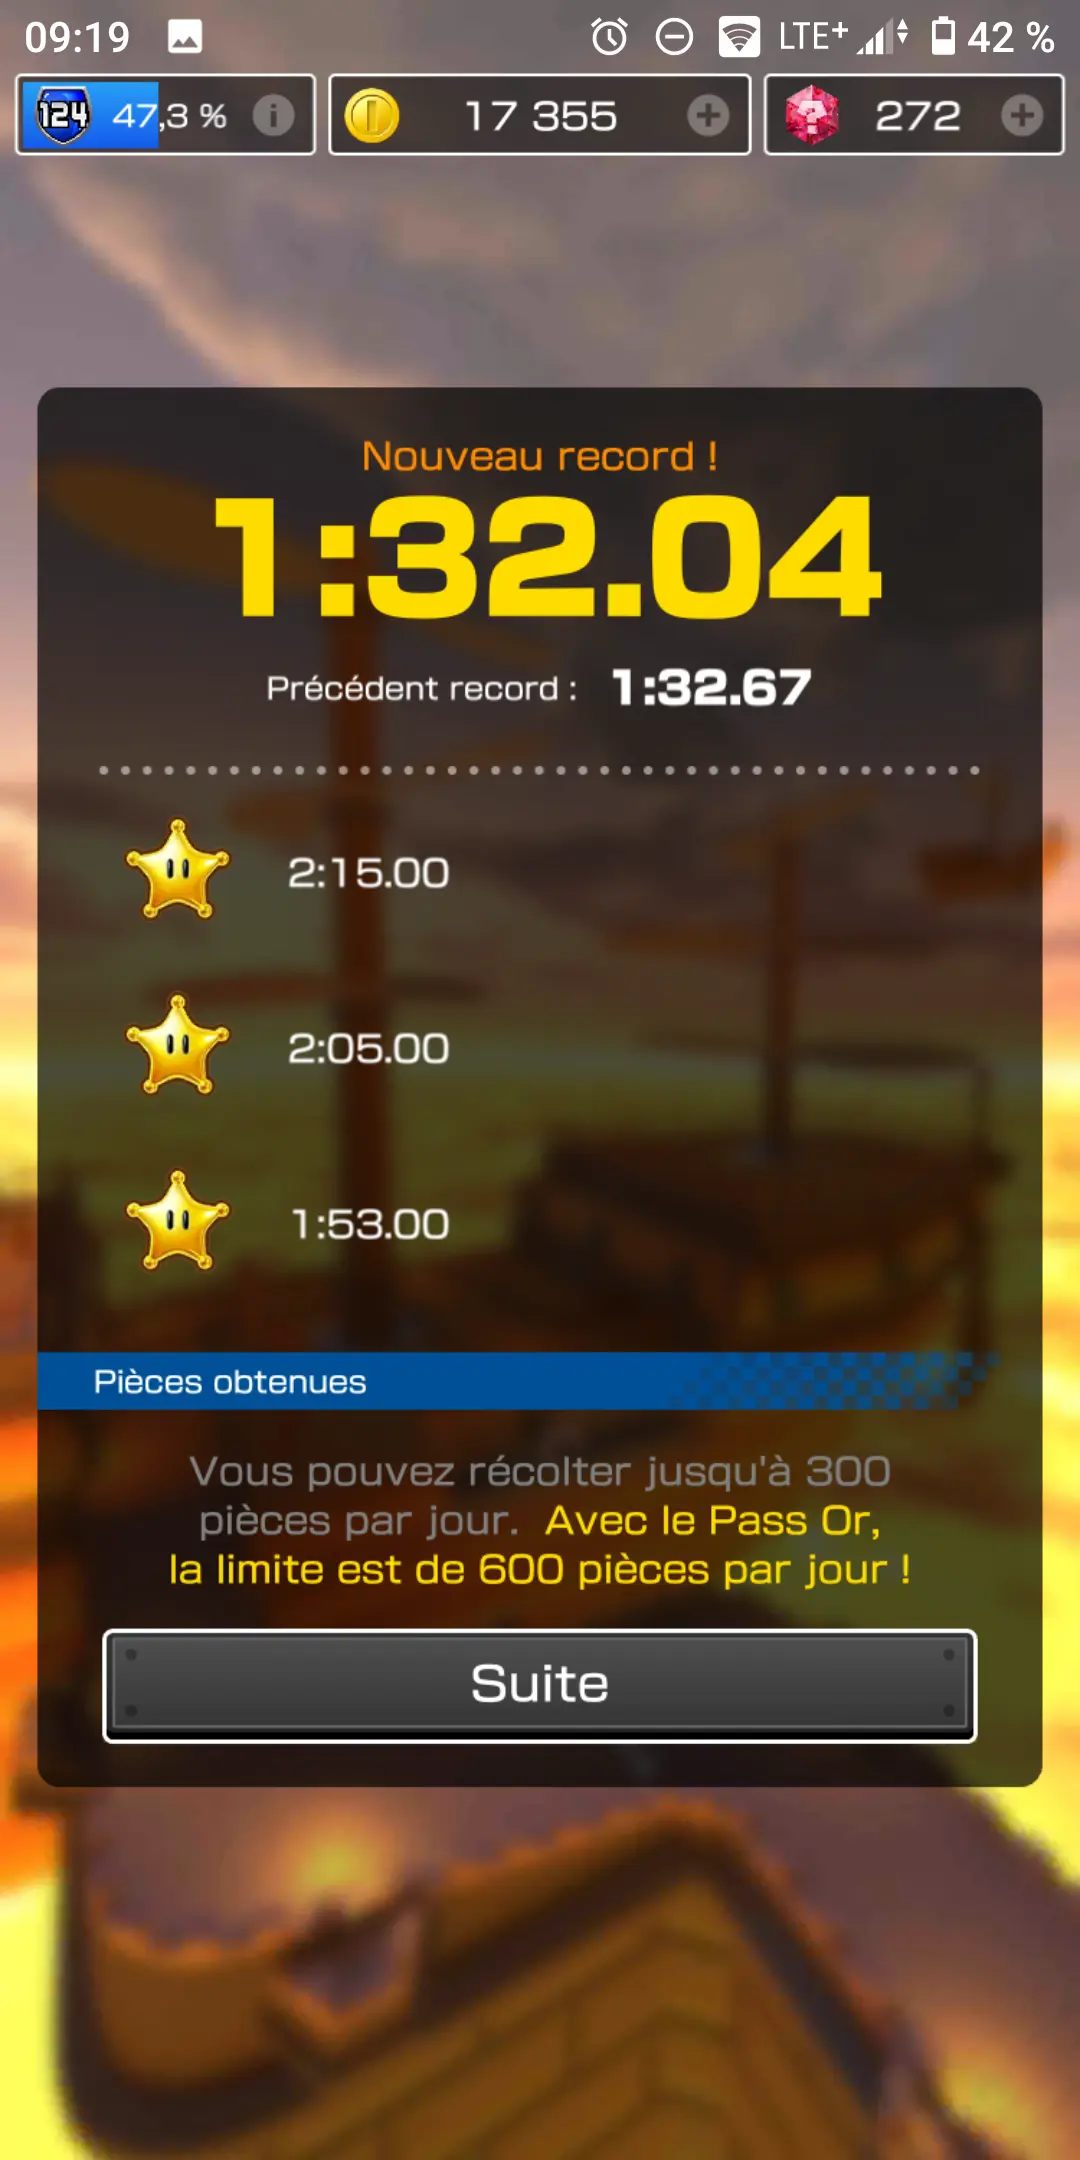 09:19 LTE+ 42 %
124 47,3 % i 17 355 + ? 272 +
Nouveau record !
1:32.04
Précédent record : 1:32.67
2:15.00
2:05.00
1:53.00
Pièces obtenues
Vous pouvez récolter jusqu'à 300
pièces par jour. Avec le Pass Or,
la limite est de 600 pièces par jour !
Suite